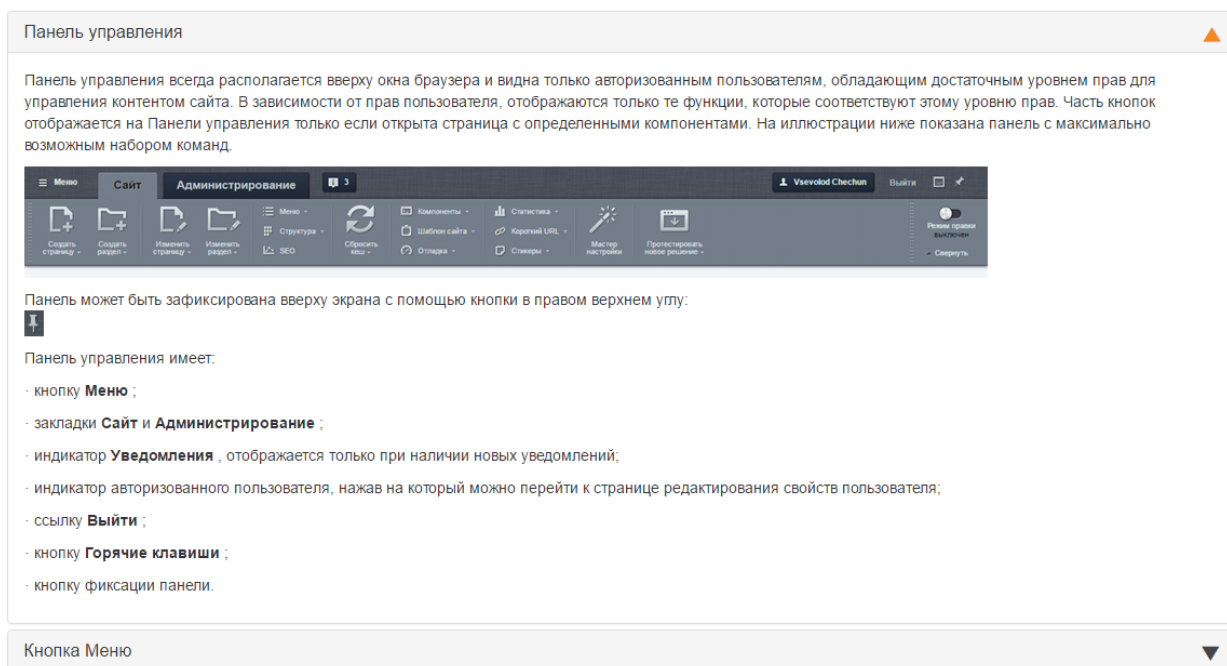 Панель управления
Панель управления всегда располагается вверху окна браузера и видна только авторизованным пользователям, обладающим достаточным уровнем прав для
управления контентом сайта. В зависимости от прав пользователя, отображаются только те функции, которые соответствуют этому уровню прав. Часть кнопок
отображается на Панели управления только если открыта страница с определенными компонентами. На иллюстрации ниже показана панель с максимально
возможным набором команд.
Меню Сайт Администрирование 3 Vsevolod Chechun Выйти
Создать страницу
Создать раздел
Изменить страницу
Изменить раздел
Меню
Структура
SEO
Сбросить кеш
Компоненты
Шаблон сайта
Отладка
Статистика
Короткий URL
Стикеры
Мастер настройки
Протестировать новое решение
Режим правки
выключен
Свернуть
Панель может быть зафиксирована вверху экрана с помощью кнопки в правом верхнем углу:
Панель управления имеет:
· кнопку Меню ;
· закладки Сайт и Администрирование ;
· индикатор Уведомления , отображается только при наличии новых уведомлений;
· индикатор авторизованного пользователя, нажав на который можно перейти к странице редактирования свойств пользователя;
· ссылку Выйти ;
· кнопку Горячие клавиши ;
· кнопку фиксации панели.
Кнопка Меню